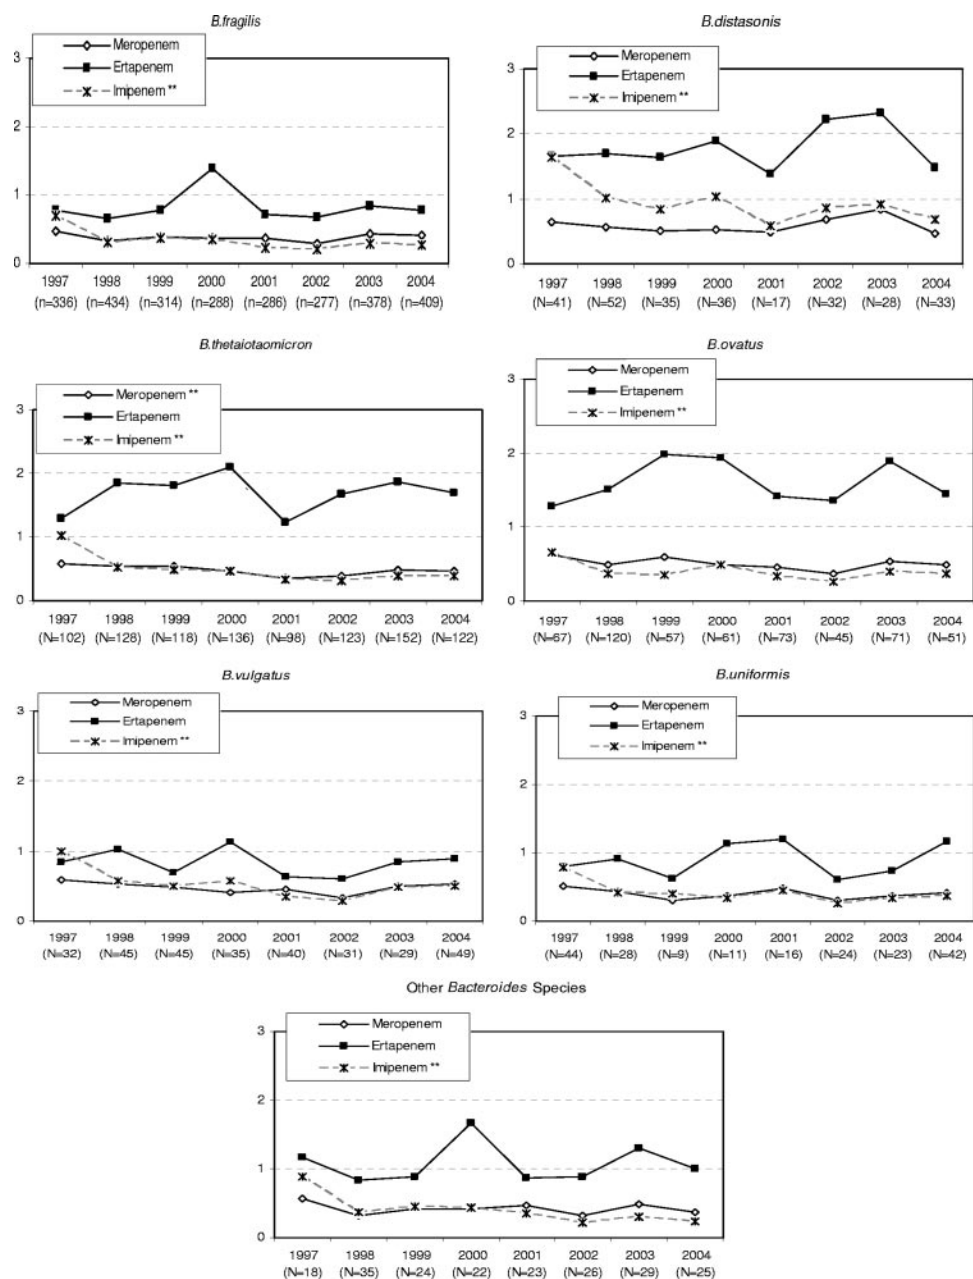 B.fragilis
Meropenem
Ertapenem
Imipenem **
3
2
1
0
1997 1998 1999 2000 2001 2002 2003 2004
(n=336) (n=434) (n=314) (n=288) (n=286) (n=277) (n=378) (n=409)
B.distasonis
Meropenem
Ertapenem
Imipenem **
3
2
1
0
1997 1998 1999 2000 2001 2002 2003 2004
(N=41) (N=52) (N=35) (N=36) (N=17) (N=32) (N=28) (N=33)
B.thetaiotaomicron
Meropenem **
Ertapenem
Imipenem **
3
2
1
0
1997 1998 1999 2000 2001 2002 2003 2004
(N=102) (N=128) (N=118) (N=136) (N=98) (N=123) (N=152) (N=122)
B.ovatus
Meropenem
Ertapenem
Imipenem **
3
2
1
0
1997 1998 1999 2000 2001 2002 2003 2004
(N=67) (N=120) (N=57) (N=61) (N=73) (N=45) (N=71) (N=51)
B.vulgatus
Meropenem
Ertapenem
Imipenem **
3
2
1
0
1997 1998 1999 2000 2001 2002 2003 2004
(N=32) (N=45) (N=45) (N=35) (N=40) (N=31) (N=29) (N=49)
B.uniformis
Meropenem
Ertapenem
Imipenem **
3
2
1
0
1997 1998 1999 2000 2001 2002 2003 2004
(N=44) (N=28) (N=9) (N=11) (N=16) (N=24) (N=23) (N=42)
Other Bacteroides Species
Meropenem
Ertapenem
Imipenem **
3
2
1
0
1997 1998 1999 2000 2001 2002 2003 2004
(N=18) (N=35) (N=24) (N=22) (N=23) (N=26) (N=29) (N=25)